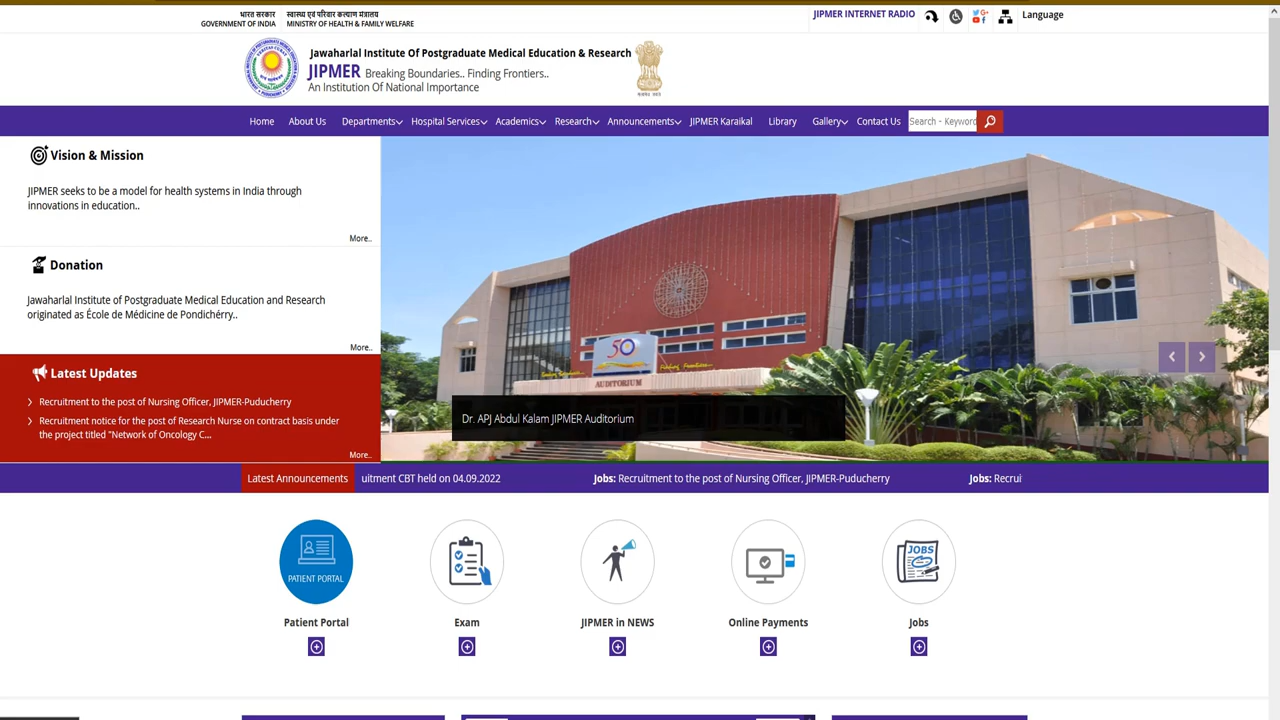 भारत सरकार
GOVERNMENT OF INDIA
स्वास्थ्य एवं परिवार कल्याण मंत्रालय
MINISTRY OF HEALTH & FAMILY WELFARE
JIPMER INTERNET RADIO
Language
Jawaharlal Institute Of Postgraduate Medical Education & Research
JIPMER Breaking Boundaries.. Finding Frontiers..
An Institution Of National Importance
Home About Us Departments Hospital Services Academics Research Announcements JIPMER Karaikal Library Gallery Contact Us Search - Keyword
Vision & Mission
JIPMER seeks to be a model for health systems in India through
innovations in education..
More..
Donation
Jawaharlal Institute of Postgraduate Medical Education and Research
originated as École de Médicine de Pondichérry..
More..
Latest Updates
Recruitment to the post of Nursing Officer, JIPMER-Puducherry
Recruitment notice for the post of Research Nurse on contract basis under
the project titled "Network of Oncology C...
More..
50
Finding Frontiers...
AUDITORIUM
Dr. APJ Abdul Kalam JIPMER Auditorium
Latest Announcements uitment CBT held on 04.09.2022 Jobs: Recruitment to the post of Nursing Officer, JIPMER-Puducherry Jobs: Recrui
PATIENT PORTAL
JOBS
Patient Portal
Exam
JIPMER in NEWS
Online Payments
Jobs